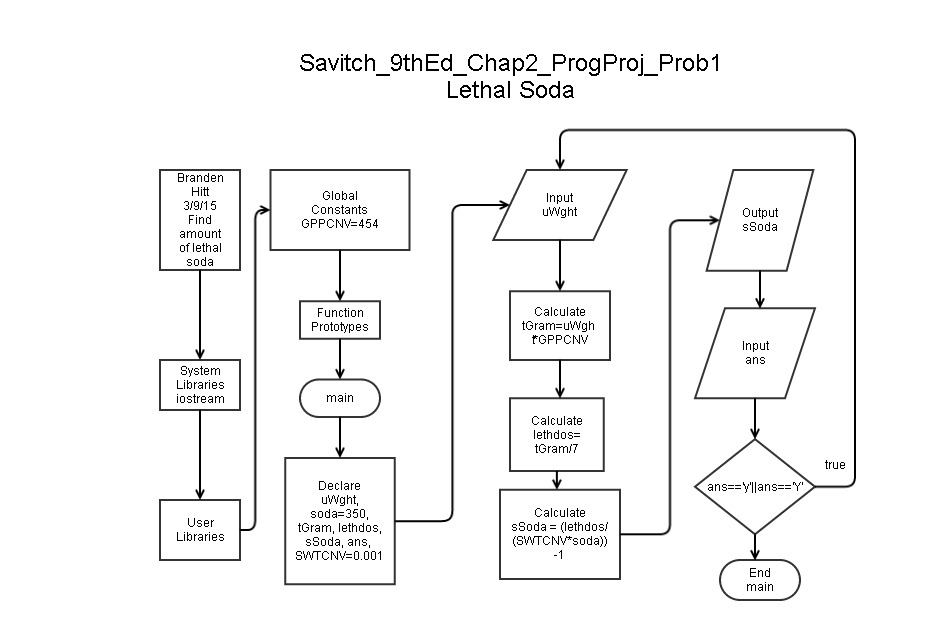 Savitch_9thEd_Chap2_ProgProj_Prob1
Lethal Soda
Branden
Hitt
3/9/15
Find
amount
of lethal
soda
System
Libraries
iostream
User
Libraries
Global
Constants
GPPCNV=454
Function
Prototypes
main
Declare
uWght,
soda=350,
tGram, lethdos,
sSoda, ans,
SWTCNV=0.001
Input
uWght
Calculate
tGram=uWgh
t*GPPCNV
Calculate
lethdos=
tGram/7
Calculate
sSoda = (lethdos/
(SWTCNV*soda))
-1
Output
sSoda
Input
ans
ans=='y'||ans=='Y'
true
End
main